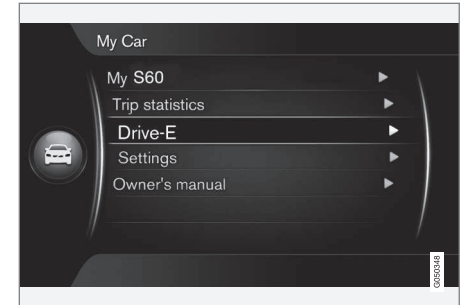 My Car
My S60
Trip statistics
Drive-E
Settings
Owner's manual
G050348